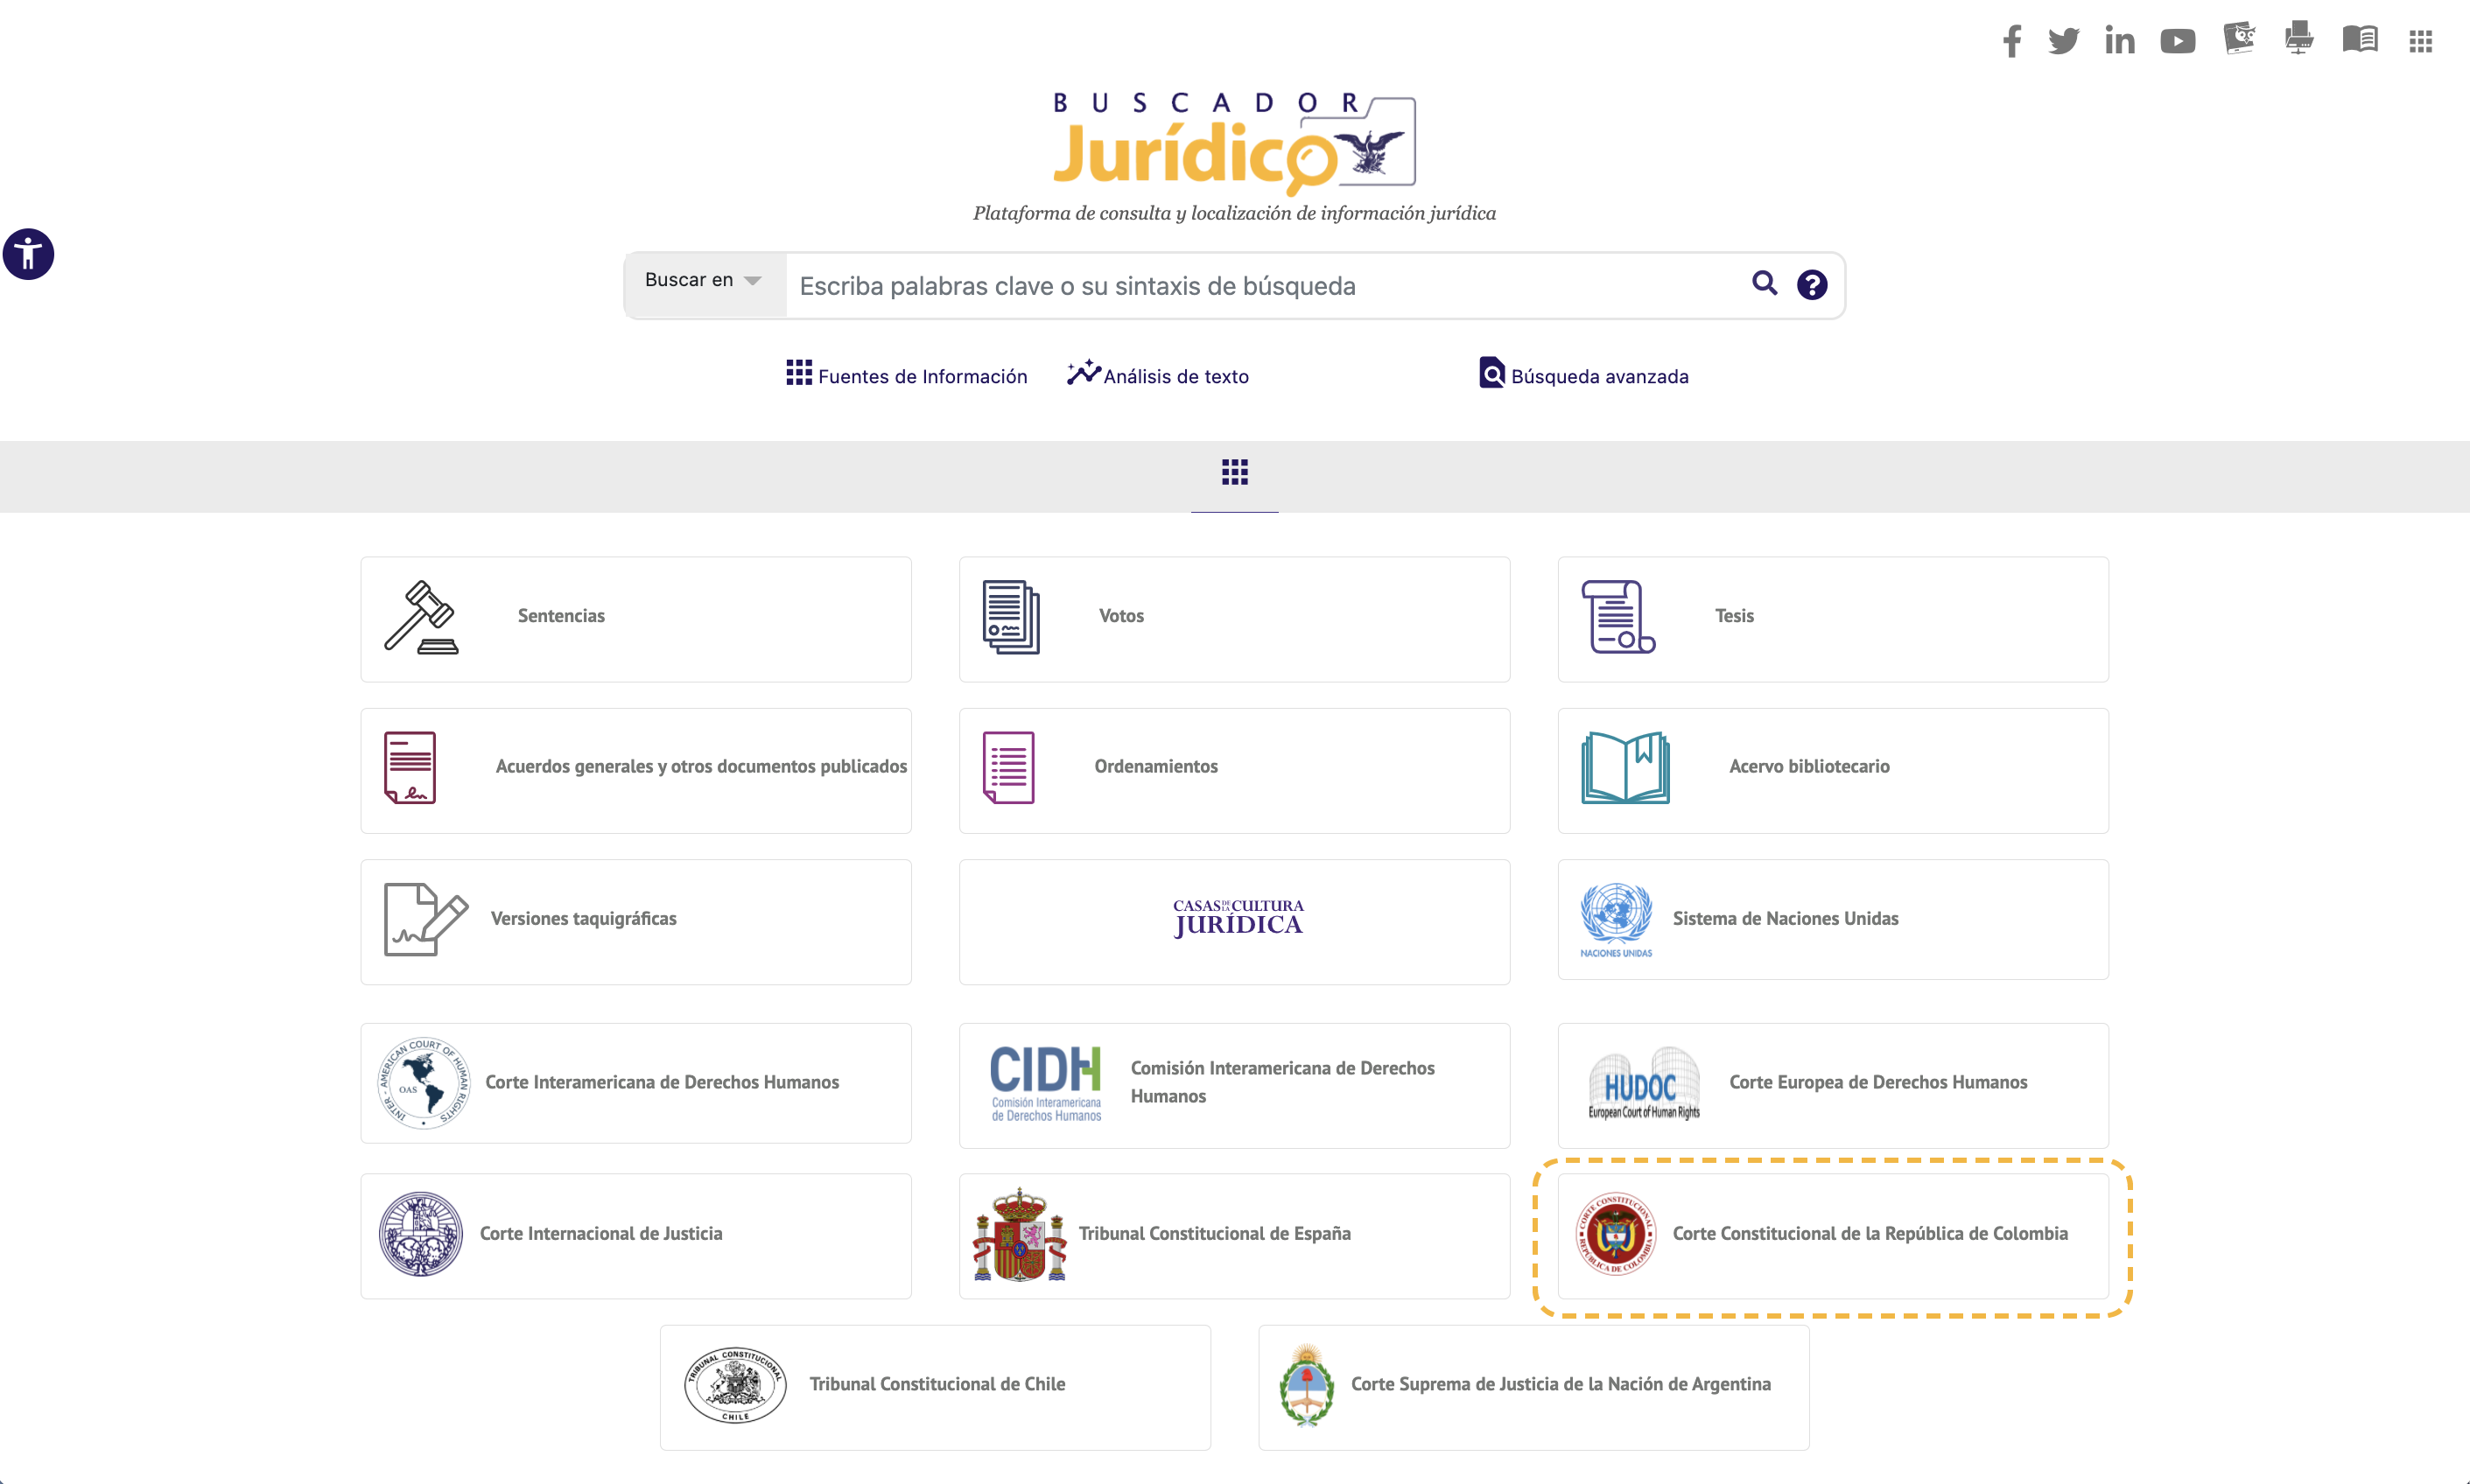 BUSCADOR
Jurídico
Plataforma de consulta y localización de información jurídica
Buscar en
Escriba palabras clave o su sintaxis de búsqueda
Fuentes de Información
Análisis de texto
Búsqueda avanzada
Sentencias
Votos
Tesis
Acuerdos generales y otros documentos publicados
Ordenamientos
Acervo bibliotecario
Versiones taquigráficas
CASAS DE LA CULTURA
JURÍDICA
NACIONES UNIDAS
Sistema de Naciones Unidas
INTER - AMERICAN COURT OF HUMAN RIGHTS
OAS
Corte Interamericana de Derechos Humanos
CIDH
Comisión Interamericana
de Derechos Humanos
Comisión Interamericana de Derechos
Humanos
HUDOC
European Court of Human Rights
Corte Europea de Derechos Humanos
Corte Internacional de Justicia
Tribunal Constitucional de España
CORTE CONSTITUCIONAL
REPÚBLICA DE COLOMBIA
Corte Constitucional de la República de Colombia
TRIBUNAL CONSTITUCIONAL
CHILE
Tribunal Constitucional de Chile
Corte Suprema de Justicia de la Nación de Argentina